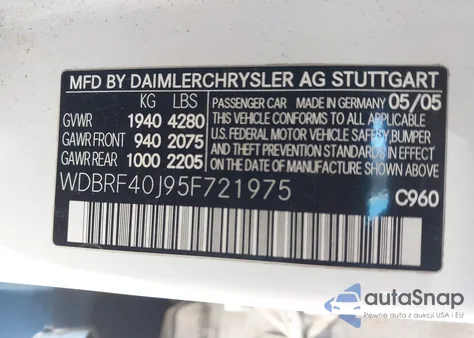 MFD BY DAIMLERCHRYSLER AG STUTTGART
KG LBS
GVWR 1940 4280
GAWR FRONT 940 2075
GAWR REAR 1000 2205
PASSENGER CAR MADE IN GERMANY 05/05
THIS VEHICLE CONFORMS TO ALL APPLICABLE
U.S. FEDERAL MOTOR VEHICLE SAFETY, BUMPER
AND THEFT PREVENTION STANDARDS IN EFFECT
ON THE DATE OF MANUFACTURE SHOWN ABOVE.
WDBRF40J95F721975
C960
autoSnap
Pewne auta z aukcji USA i EU